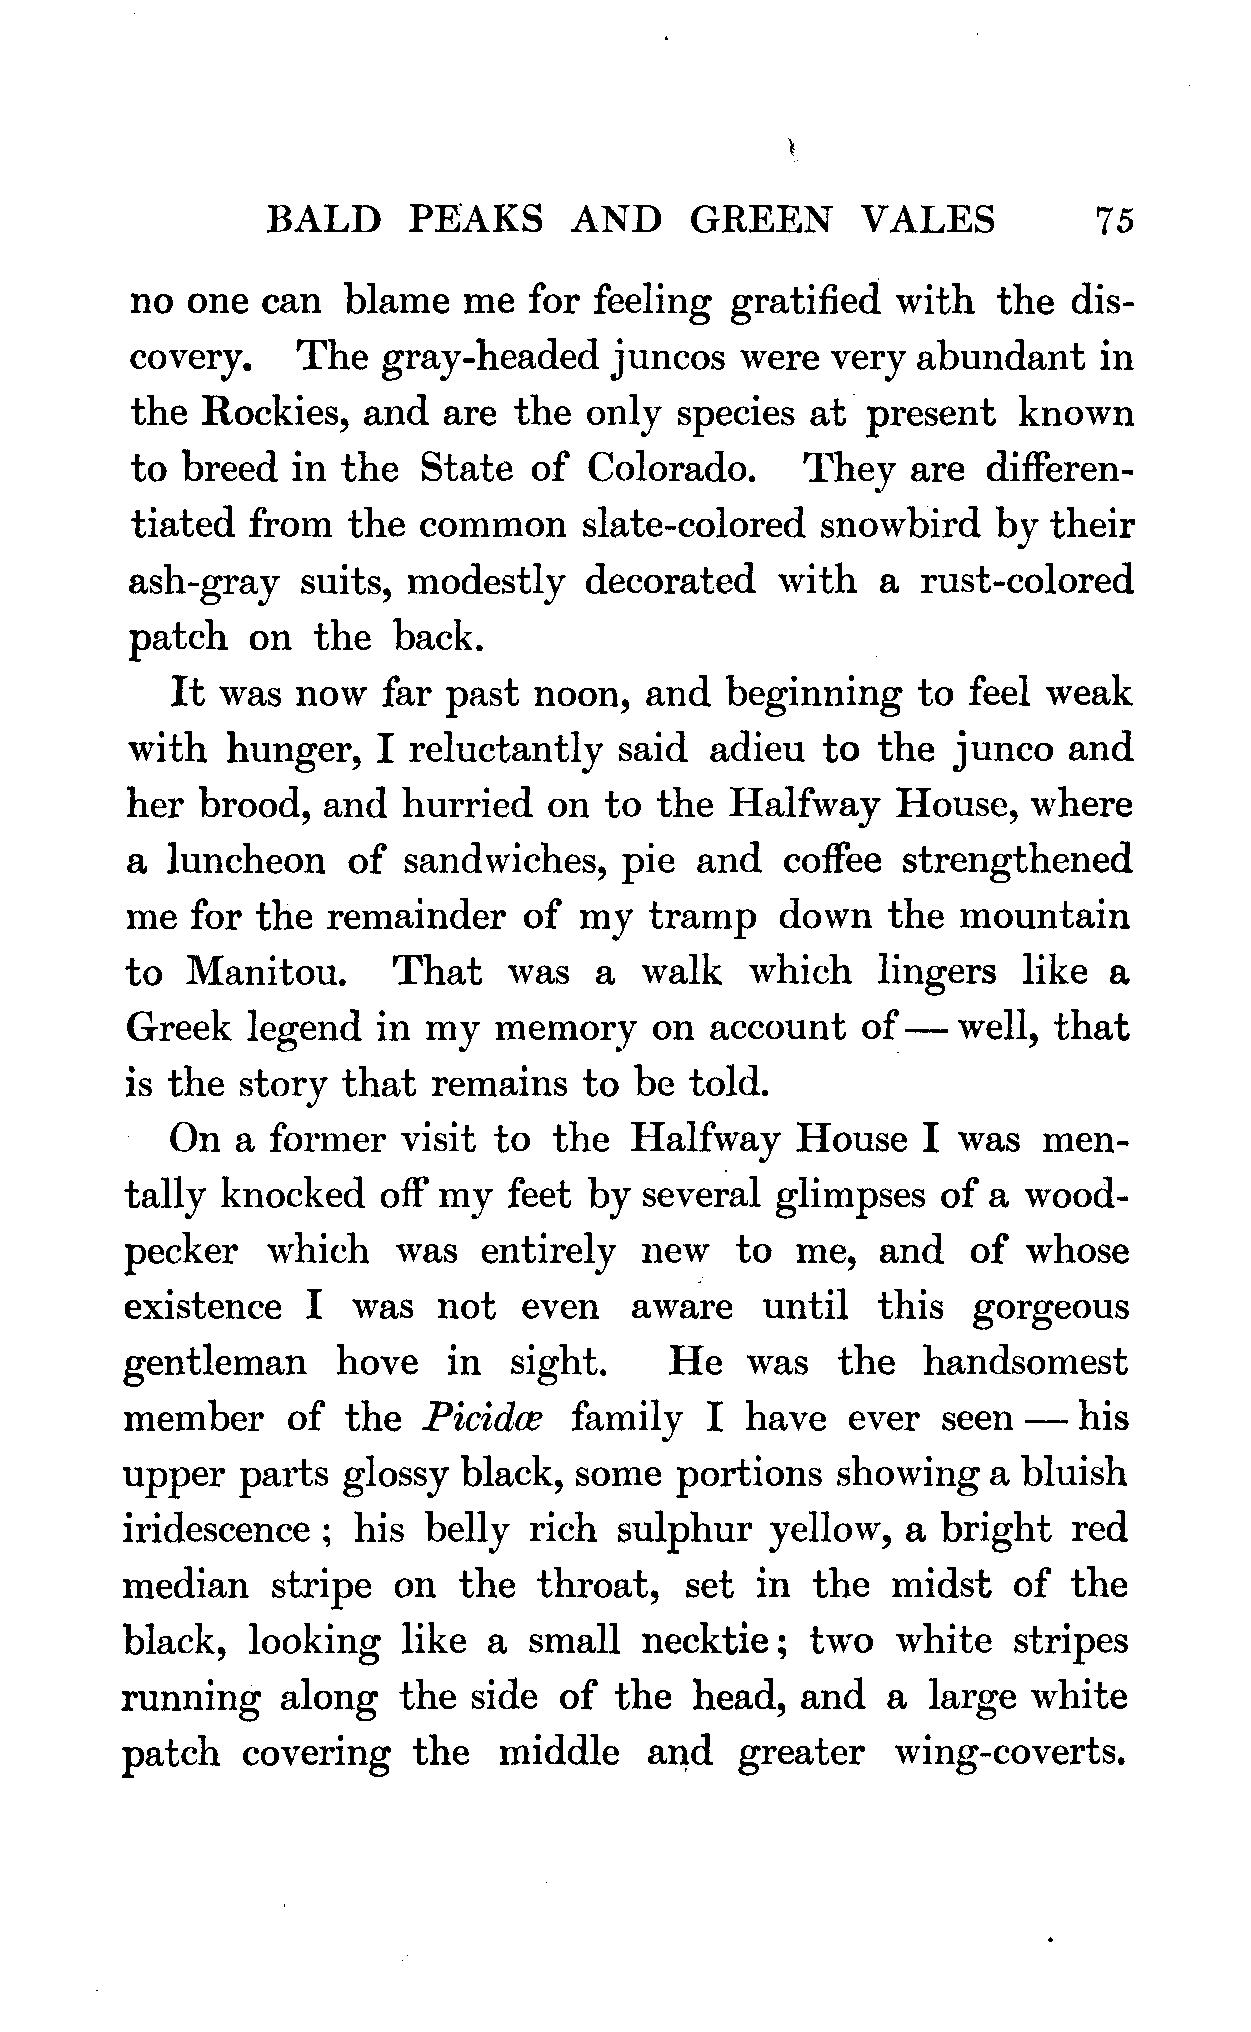 BALD PEAKS AND GREEN VALES 75
no one can blame me for feeling gratified with the dis-
covery. The gray-headed juncos were very abundant in
the Rockies, and are the only species at present known
to breed in the State of Colorado. They are differen-
tiated from the common slate-colored snowbird by their
ash-gray suits, modestly decorated with a rust-colored
patch on the back.
It was now far past noon, and beginning to feel weak
with hunger, I reluctantly said adieu to the junco and
her brood, and hurried on to the Halfway House, where
a luncheon of sandwiches, pie and coffee strengthened
me for the remainder of my tramp down the mountain
to Manitou. That was a walk which lingers like a
Greek legend in my memory on account of — well, that
is the story that remains to be told.
On a former visit to the Halfway House I was men-
tally knocked off my feet by several glimpses of a wood-
pecker which was entirely new to me, and of whose
existence I was not even aware until this gorgeous
gentleman hove in sight. He was the handsomest
member of the Picidæ family I have ever seen — his
upper parts glossy black, some portions showing a bluish
iridescence ; his belly rich sulphur yellow, a bright red
median stripe on the throat, set in the midst of the
black, looking like a small necktie ; two white stripes
running along the side of the head, and a large white
patch covering the middle and greater wing-coverts.